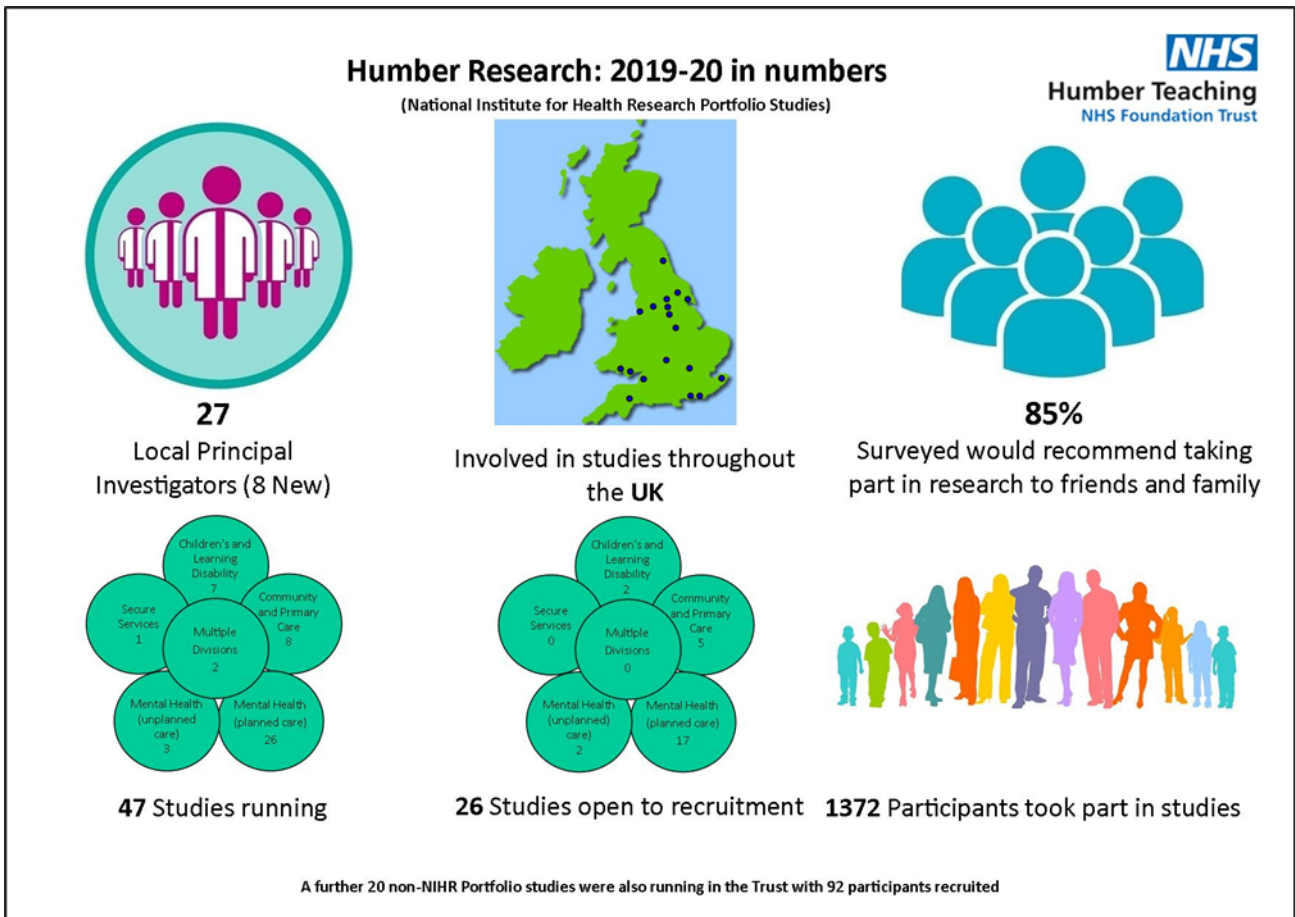 Humber Research: 2019-20 in numbers
(National Institute for Health Research Portfolio Studies)
NHS
Humber Teaching
NHS Foundation Trust
27
Local Principal
Investigators (8 New)
Involved in studies throughout
the UK
85%
Surveyed would recommend taking
part in research to friends and family
Children's and
Learning
Disability
7
Secure
Services
1
Community
and Primary
Care
8
Multiple
Divisions
2
Mental Health
(unplanned
care)
3
Mental Health
(planned care)
26
47 Studies running
Children's and
Learning
Disability
2
Secure
Services
0
Community
and Primary
Care
5
Multiple
Divisions
0
Mental Health
(unplanned) care)
2
Mental Health
(planned care)
17
26 Studies open to recruitment
1372 Participants took part in studies
A further 20 non-NIHR Portfolio studies were also running in the Trust with 92 participants recruited